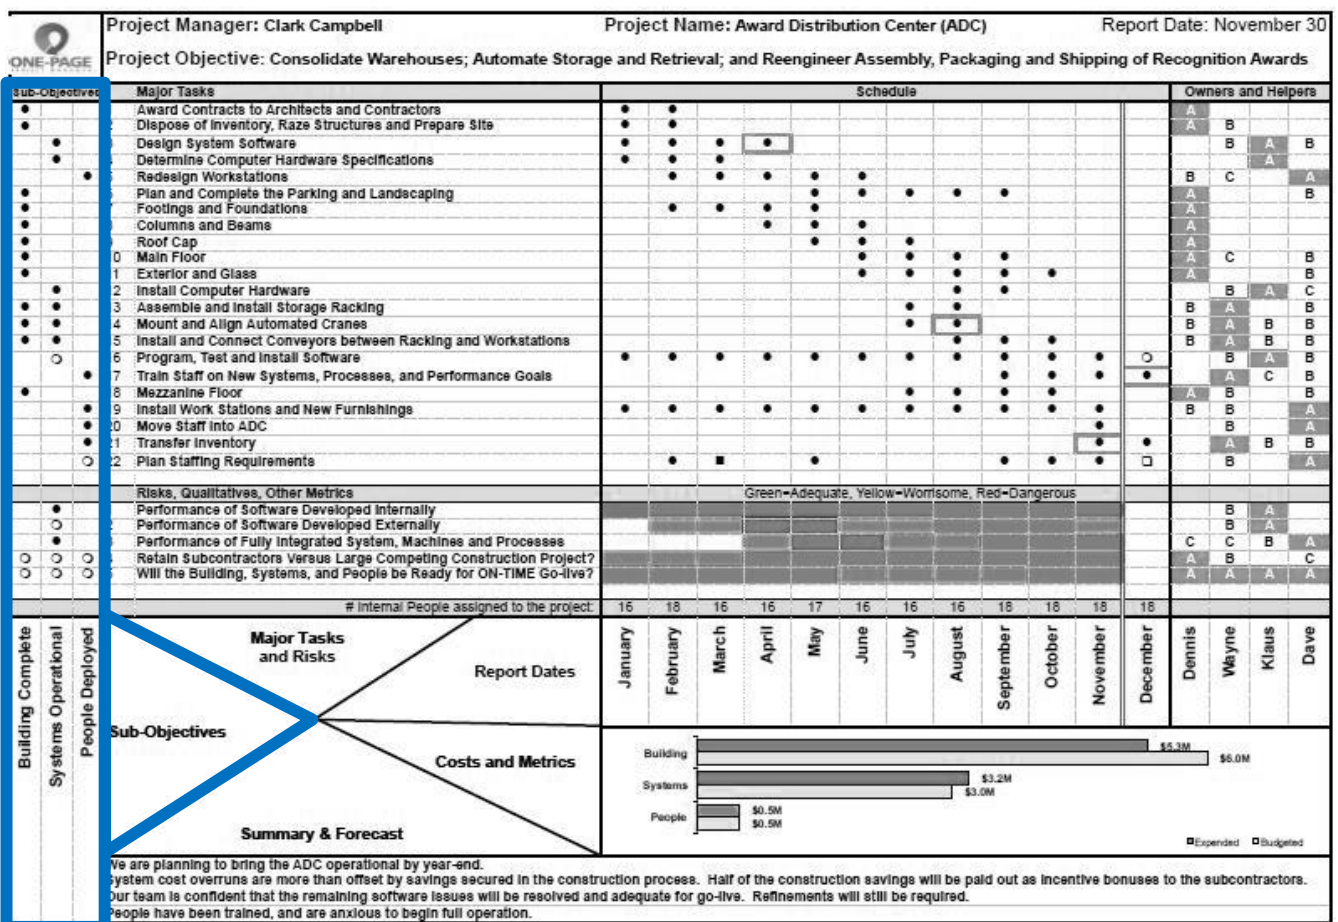 ONE-PAGE
Project Manager: Clark Campbell Project Name: Award Distribution Center (ADC) Report Date: November 30
Project Objective: Consolidate Warehouses; Automate Storage and Retrieval; and Reengineer Assembly, Packaging and Shipping of Recognition Awards
Sub-Objectives Major Tasks Schedule Owners and Helpers
Award Contracts to Architects and Contractors A
2 Dispose of Inventory, Raze Structures and Prepare Site A B
Design System Software B A B
Determine Computer Hardware Specifications A
Redesign Workstations B C A
Plan and Complete the Parking and Landscaping A B
Footings and Foundations A
Columns and Beams A
Roof Cap A
0 Main Floor A C B
1 Exterior and Glass A B
2 Install Computer Hardware B A C
3 Assemble and Install Storage Racking B A B
4 Mount and Align Automated Cranes B A B B
5 Install and Connect Conveyors between Racking and Workstations B A B B
6 Program, Test and Install Software B A B
7 Train Staff on New Systems, Processes, and Performance Goals A C B
8 Mezzanine Floor A B B
9 Install Work Stations and New Furnishings B B A
20 Move Staff into ADC B A
21 Transfer Inventory A B B
22 Plan Staffing Requirements B A
Risks, Qualitatives, Other Metrics Green=Adequate, Yellow=Worrisome, Red=Dangerous
Performance of Software Developed Internally B A
2 Performance of Software Developed Externally B A
Performance of Fully Integrated System, Machines and Processes C C B A
Retain Subcontractors Versus Large Competing Construction Project? A B C
Will the Building, Systems, and People be Ready for ON-TIME Go-live? A A A A
# Internal People assigned to the project: 16 18 16 16 17 16 16 16 18 18 18 18
Building Complete
Systems Operational
People Deployed
Major Tasks
and Risks
Report Dates
Sub-Objectives
Costs and Metrics
Summary & Forecast
January
February
March
April
May
June
July
August
September
October
November
December
Dennis
Wayne
Klaus
Dave
Building $5.3M
$6.0M
Systems $3.2M
$3.0M
People $0.5M
$0.5M
Expended Budgeted
We are planning to bring the ADC operational by year-end.
System cost overruns are more than offset by savings secured in the construction process. Half of the construction savings will be paid out as incentive bonuses to the subcontractors.
Our team is confident that the remaining software issues will be resolved and adequate for go-live. Refinements will still be required.
People have been trained, and are anxious to begin full operation.